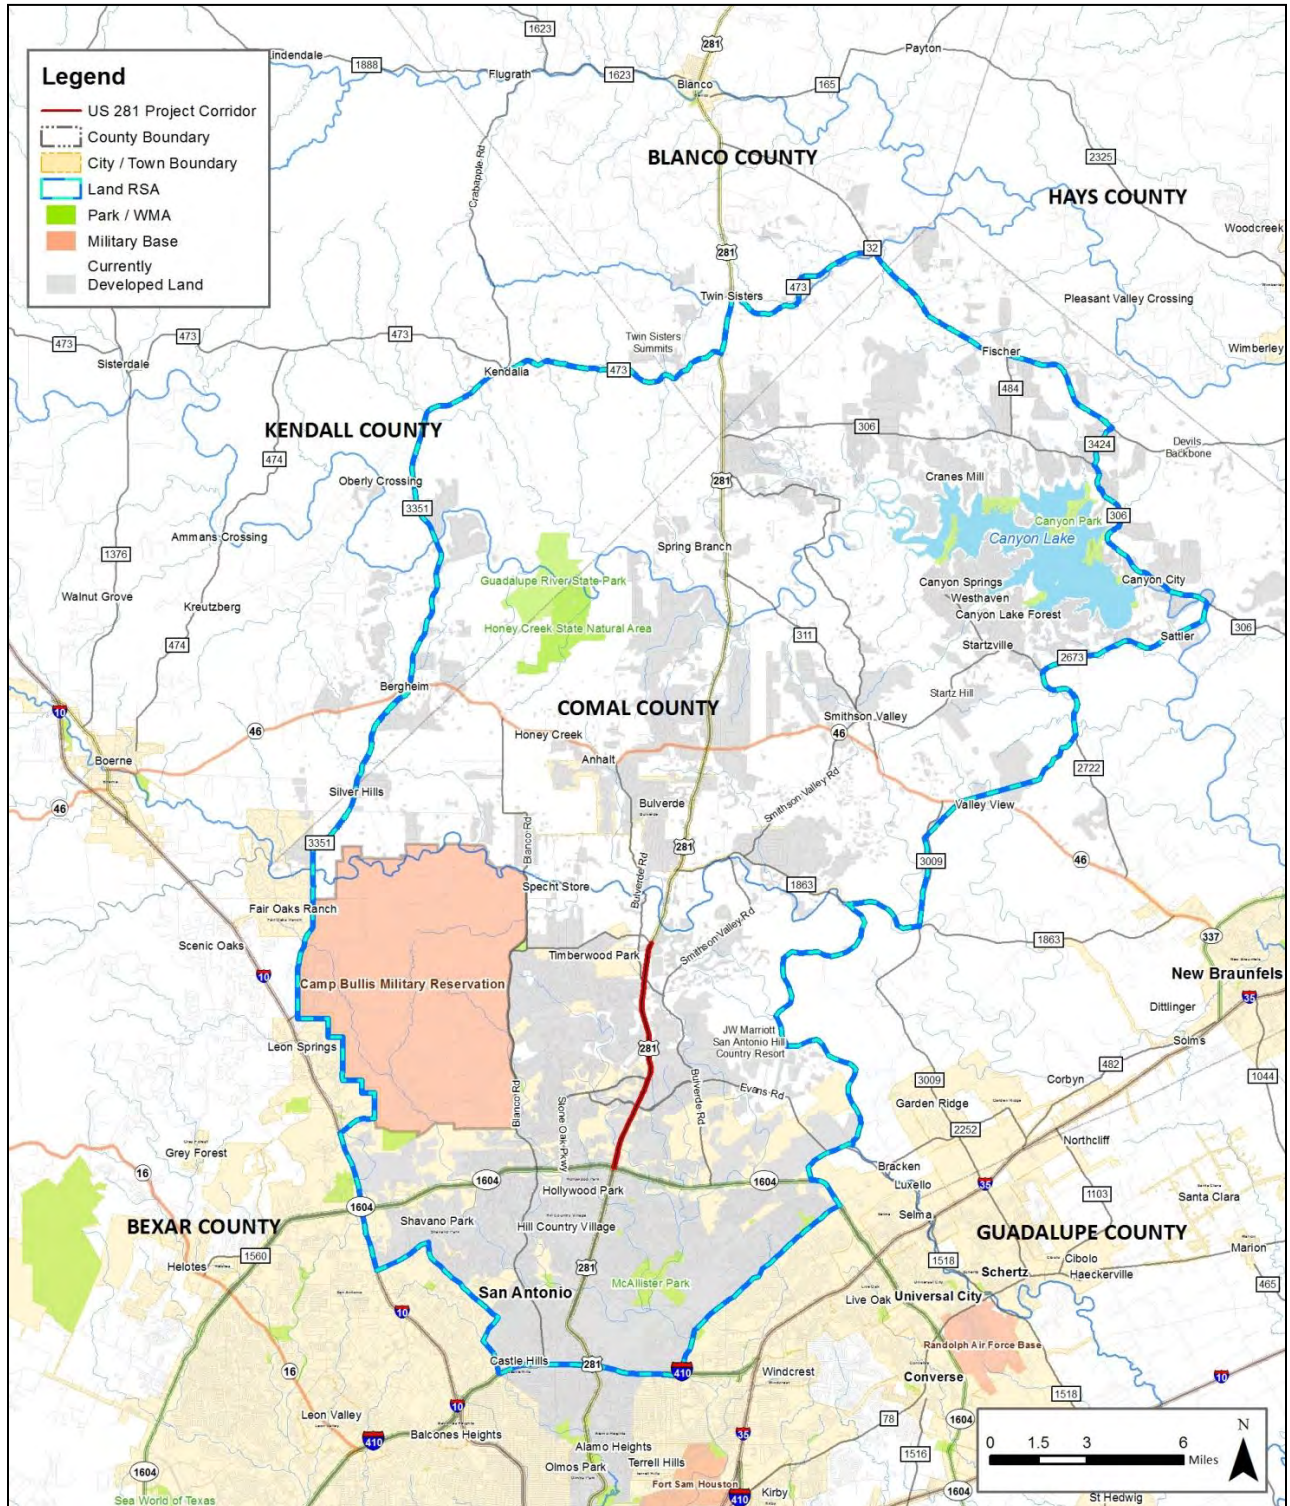 Legend
US 281 Project Corridor
County Boundary
City / Town Boundary
Land RSA
Park / WMA
Military Base
Currently
Developed Land
1623
281
Payton
Lindendale
1888
Flugrath
1623
Blanco
165
BLANCO COUNTY
Crabapple Rd
2325
HAYS COUNTY
Woodcreek
281
32
473
Twin Sisters
Pleasant Valley Crossing
473
473
473
Sisterdale
Twin Sisters
Summits
Fischer
Wimberley
Kendalia
473
484
KENDALL COUNTY
306
3424
Devils
Backbone
474
Oberly Crossing
281
Cranes Mill
3351
306
Canyon Park
Canyon Lake
Ammans Crossing
1376
Spring Branch
Guadalupe River State Park
Canyon Springs
Canyon City
Walnut Grove
Westhaven
Kreutzberg
Canyon Lake Forest
Honey Creek State Natural Area
311
306
474
Startzville
Sattler
2673
Bergheim
Startz Hill
COMAL COUNTY
10
Smithson Valley
46
Honey Creek
46
Boerne
Anhalt
2722
Silver Hills
Smithson Valley Rd
46
Bulverde
Valley View
3351
Blanco Rd
281
46
Bulverde Rd
3009
Specht Store
1863
Fair Oaks Ranch
Smithson Valley Rd
337
1863
Scenic Oaks
Timberwood Park
New Braunfels
10
Camp Bullis Military Reservation
35
Dittlinger
JW Marriott
San Antonio Hill
Country Resort
Leon Springs
281
Solms
482
3009
Corbyn
1044
Blanco Rd
Stone Oak Pkwy
Bulverde Rd
Evans Rd
Garden Ridge
2252
Northcliff
Grey Forest
16
Bracken
Luxello
35
1604
1604
Hollywood Park
1103
Santa Clara
1604
Shavano Park
Hill Country Village
Selma
BEXAR COUNTY
GUADALUPE COUNTY
1560
Helotes
281
1518
Cibolo
Marion
Schertz
Haeckerville
465
McAllister Park
San Antonio
Live Oak
Universal City
10
Randolph Air Force Base
Castle Hills
281
410
Windcrest
16
Converse
10
1518
Leon Valley
10
78
1604
410
Balcones Heights
35
1516
Alamo Heights
Olmos Park
Terrell Hills
1604
Fort Sam Houston
Kirby
1604
Sea World of Texas
410
St Hedwig
N
0 1.5 3 6
Miles